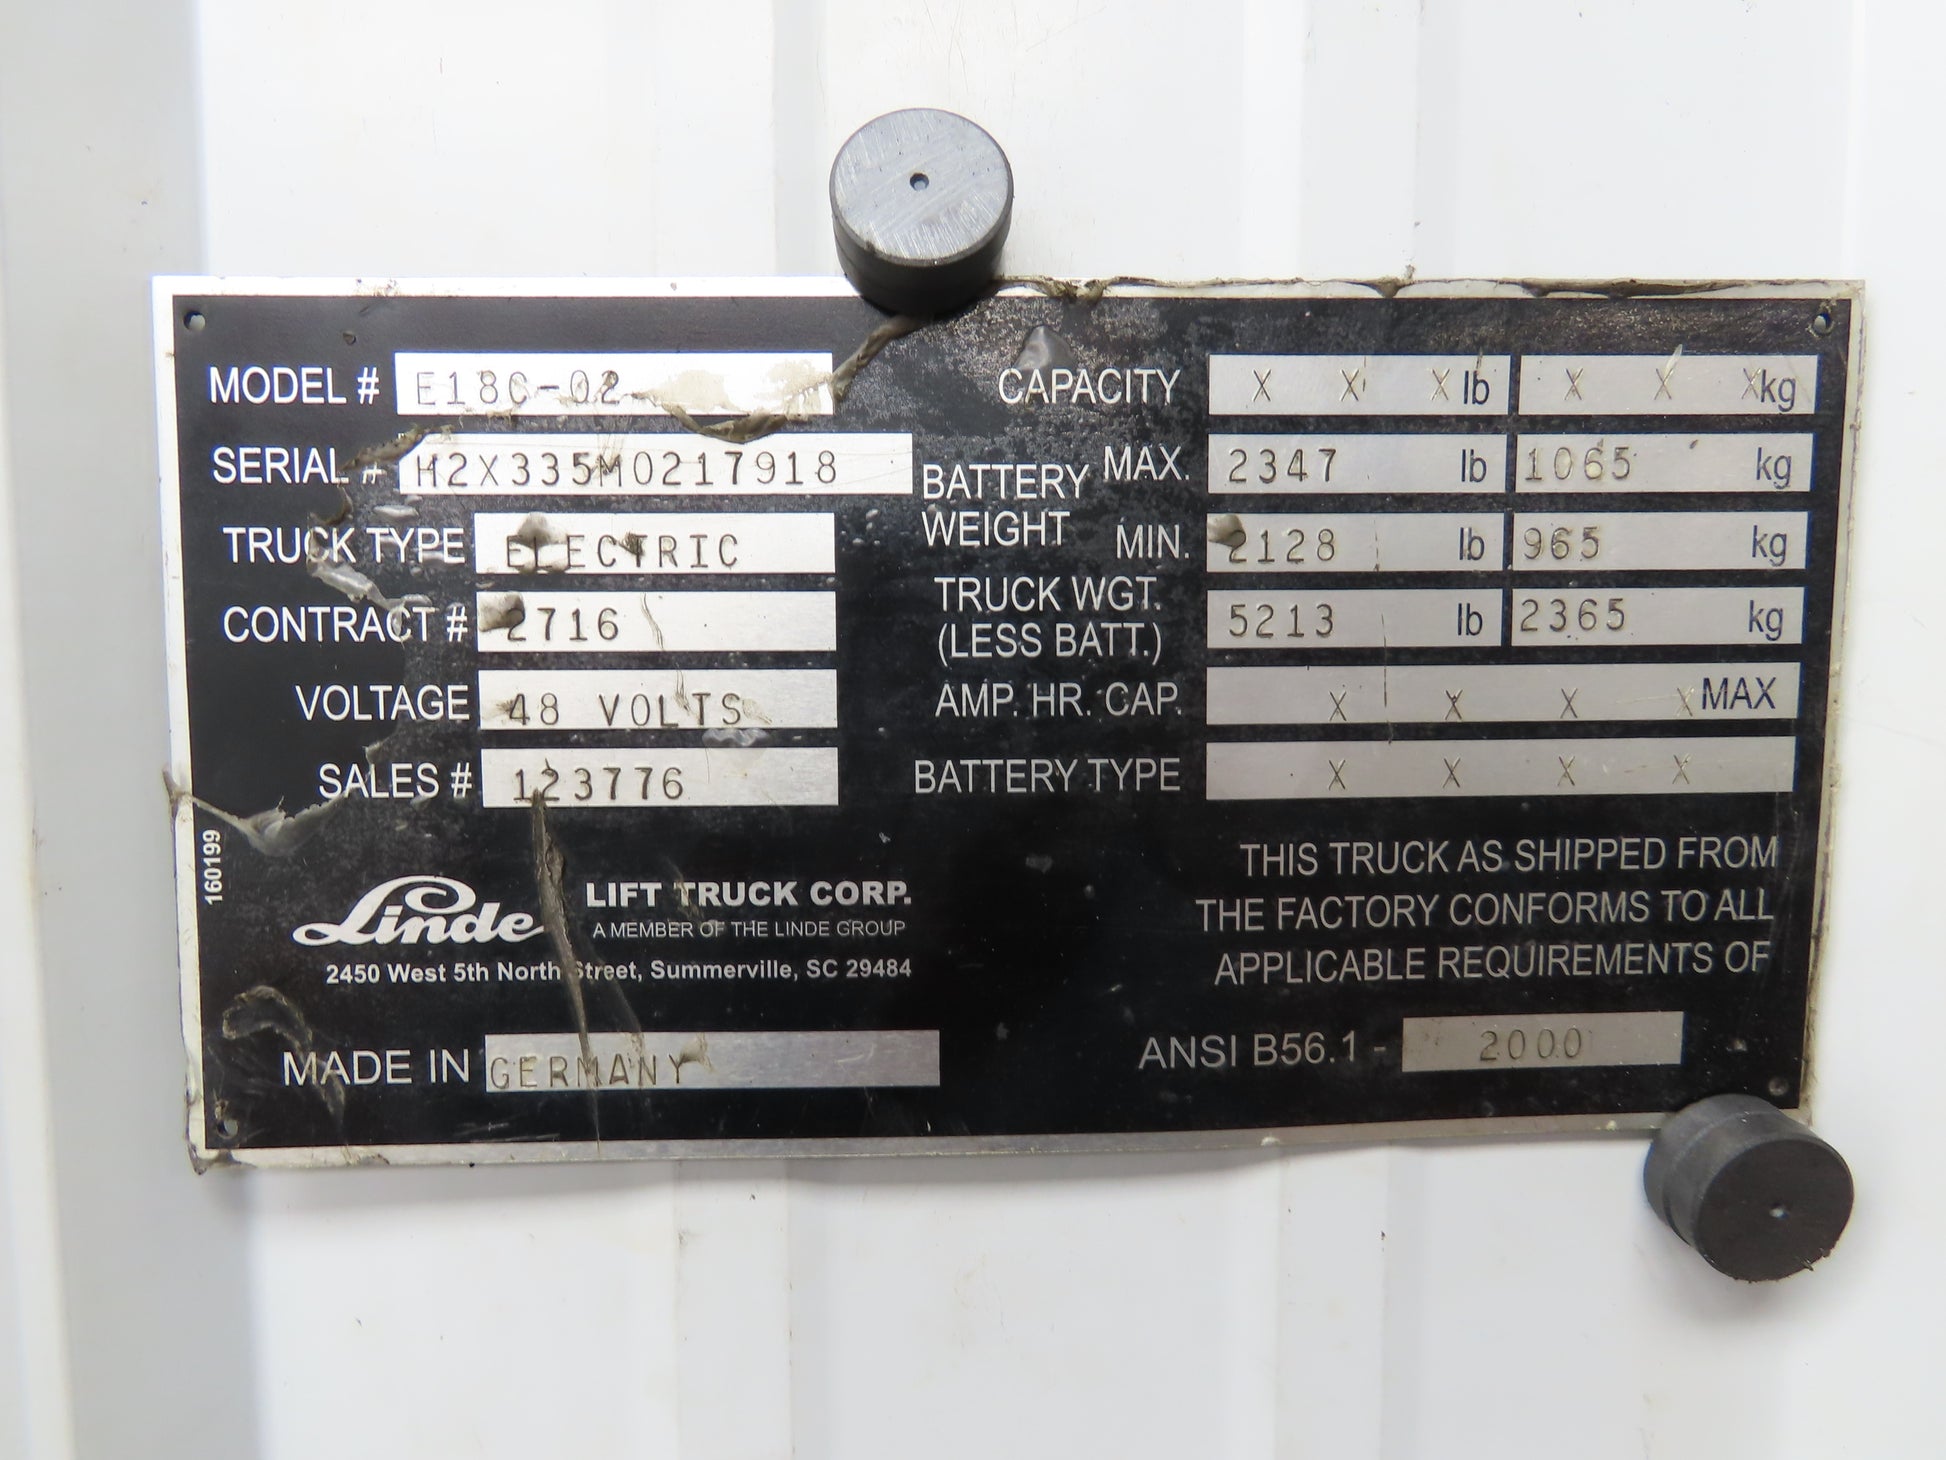 MODEL # E18C-02
SERIAL # H2X335M0217918
TRUCK TYPE ELECTRIC
CONTRACT # 2716
VOLTAGE 48 VOLTS
SALES # 123776
CAPACITY X X X lb X X X kg
BATTERY WEIGHT MAX. 2347 lb 1065 kg
MIN. 2128 lb 965 kg
TRUCK WGT. (LESS BATT.) 5213 lb 2365 kg
AMP. HR. CAP. X X X X MAX
BATTERY TYPE X X X X
160199
Linde LIFT TRUCK CORP.
A MEMBER OF THE LINDE GROUP
2450 West 5th North Street, Summerville, SC 29484
MADE IN GERMANY
THIS TRUCK AS SHIPPED FROM
THE FACTORY CONFORMS TO ALL
APPLICABLE REQUIREMENTS OF
ANSI B56.1 - 2000